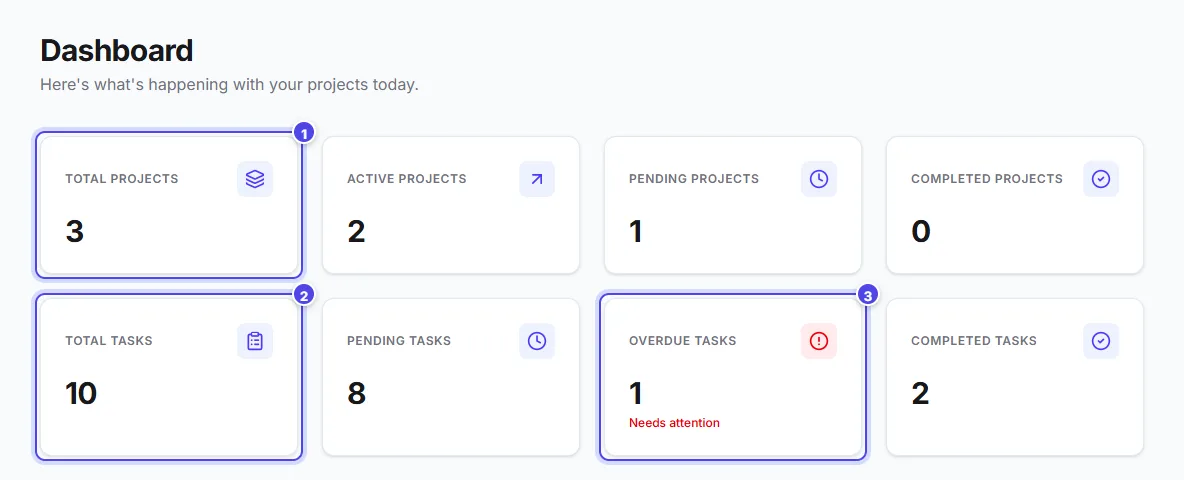 Dashboard
Here's what's happening with your projects today.
1
TOTAL PROJECTS
3
ACTIVE PROJECTS
2
PENDING PROJECTS
1
COMPLETED PROJECTS
0
2
TOTAL TASKS
10
PENDING TASKS
8
3
OVERDUE TASKS
1
Needs attention
COMPLETED TASKS
2